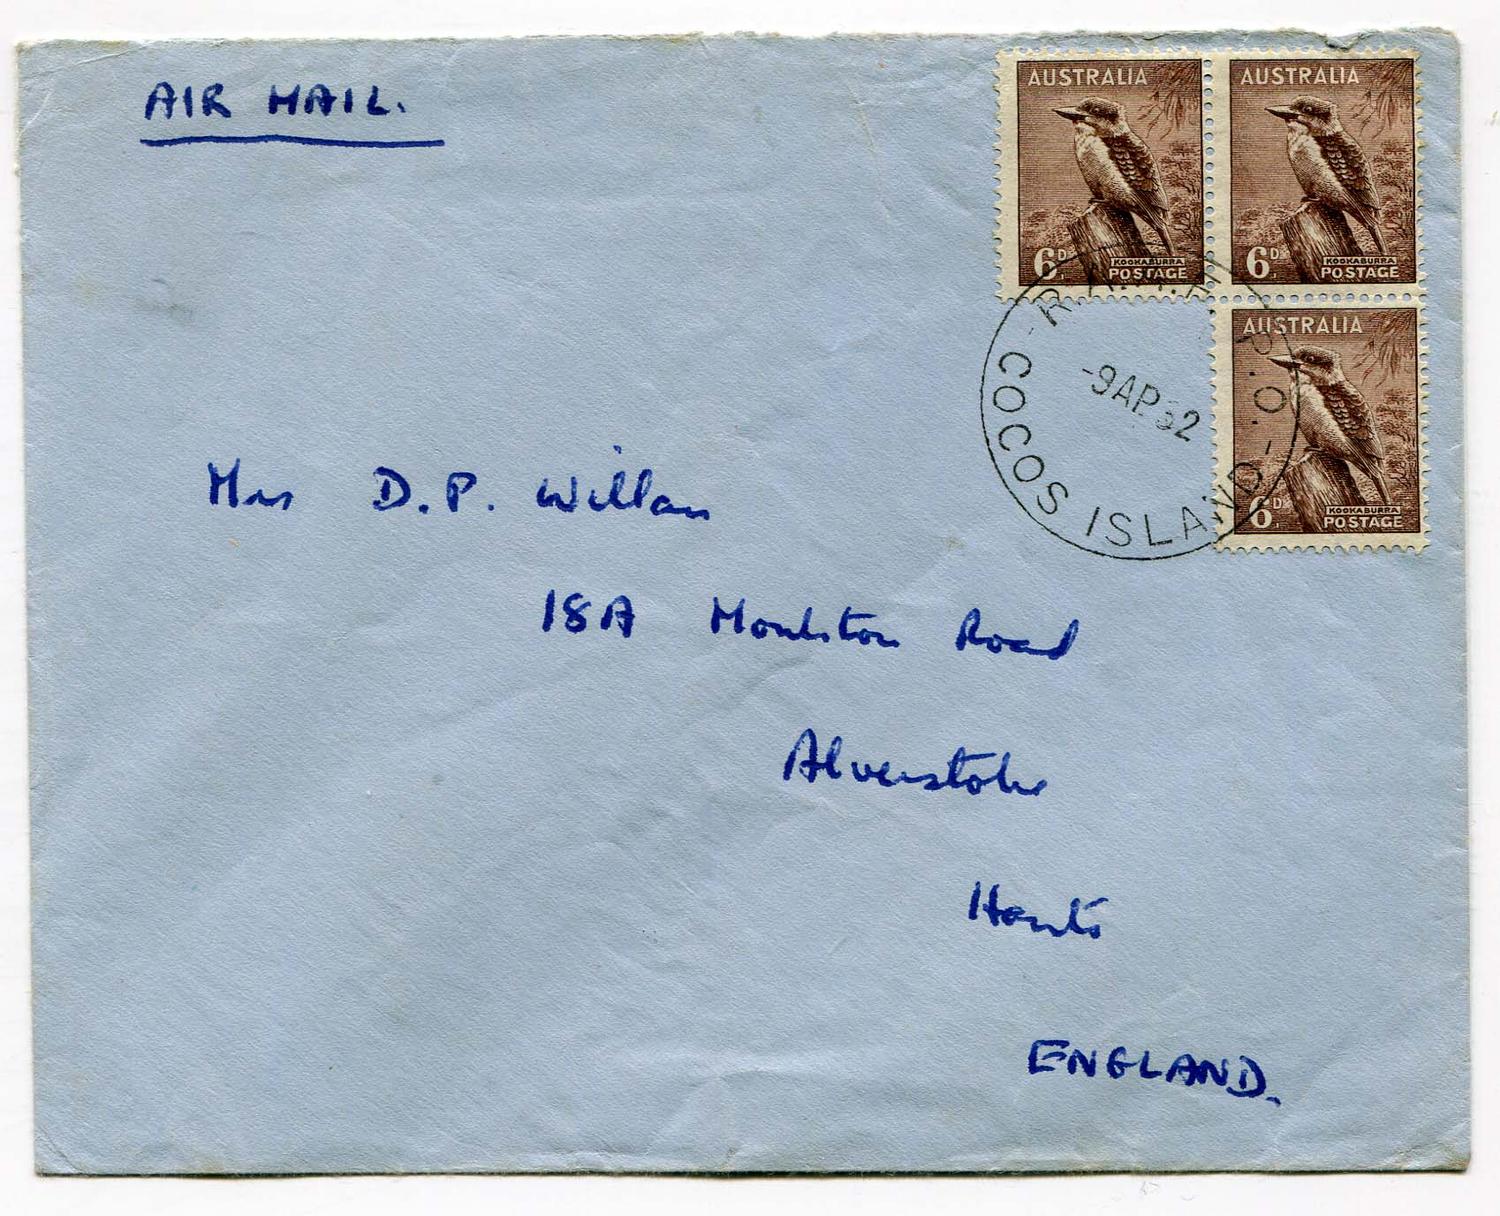 AIR MAIL.
AUSTRALIA
6D.
KOOKABURRA
POSTAGE
AUSTRALIA
6D.
KOOKABURRA
POSTAGE
AUSTRALIA
6D.
KOOKABURRA
POSTAGE
R.A.A.F. P.O.
-9AP52
COCOS ISLAND
Mrs D.P. Willan
18A Moulston Road
Alverstoke
Hants
ENGLAND.